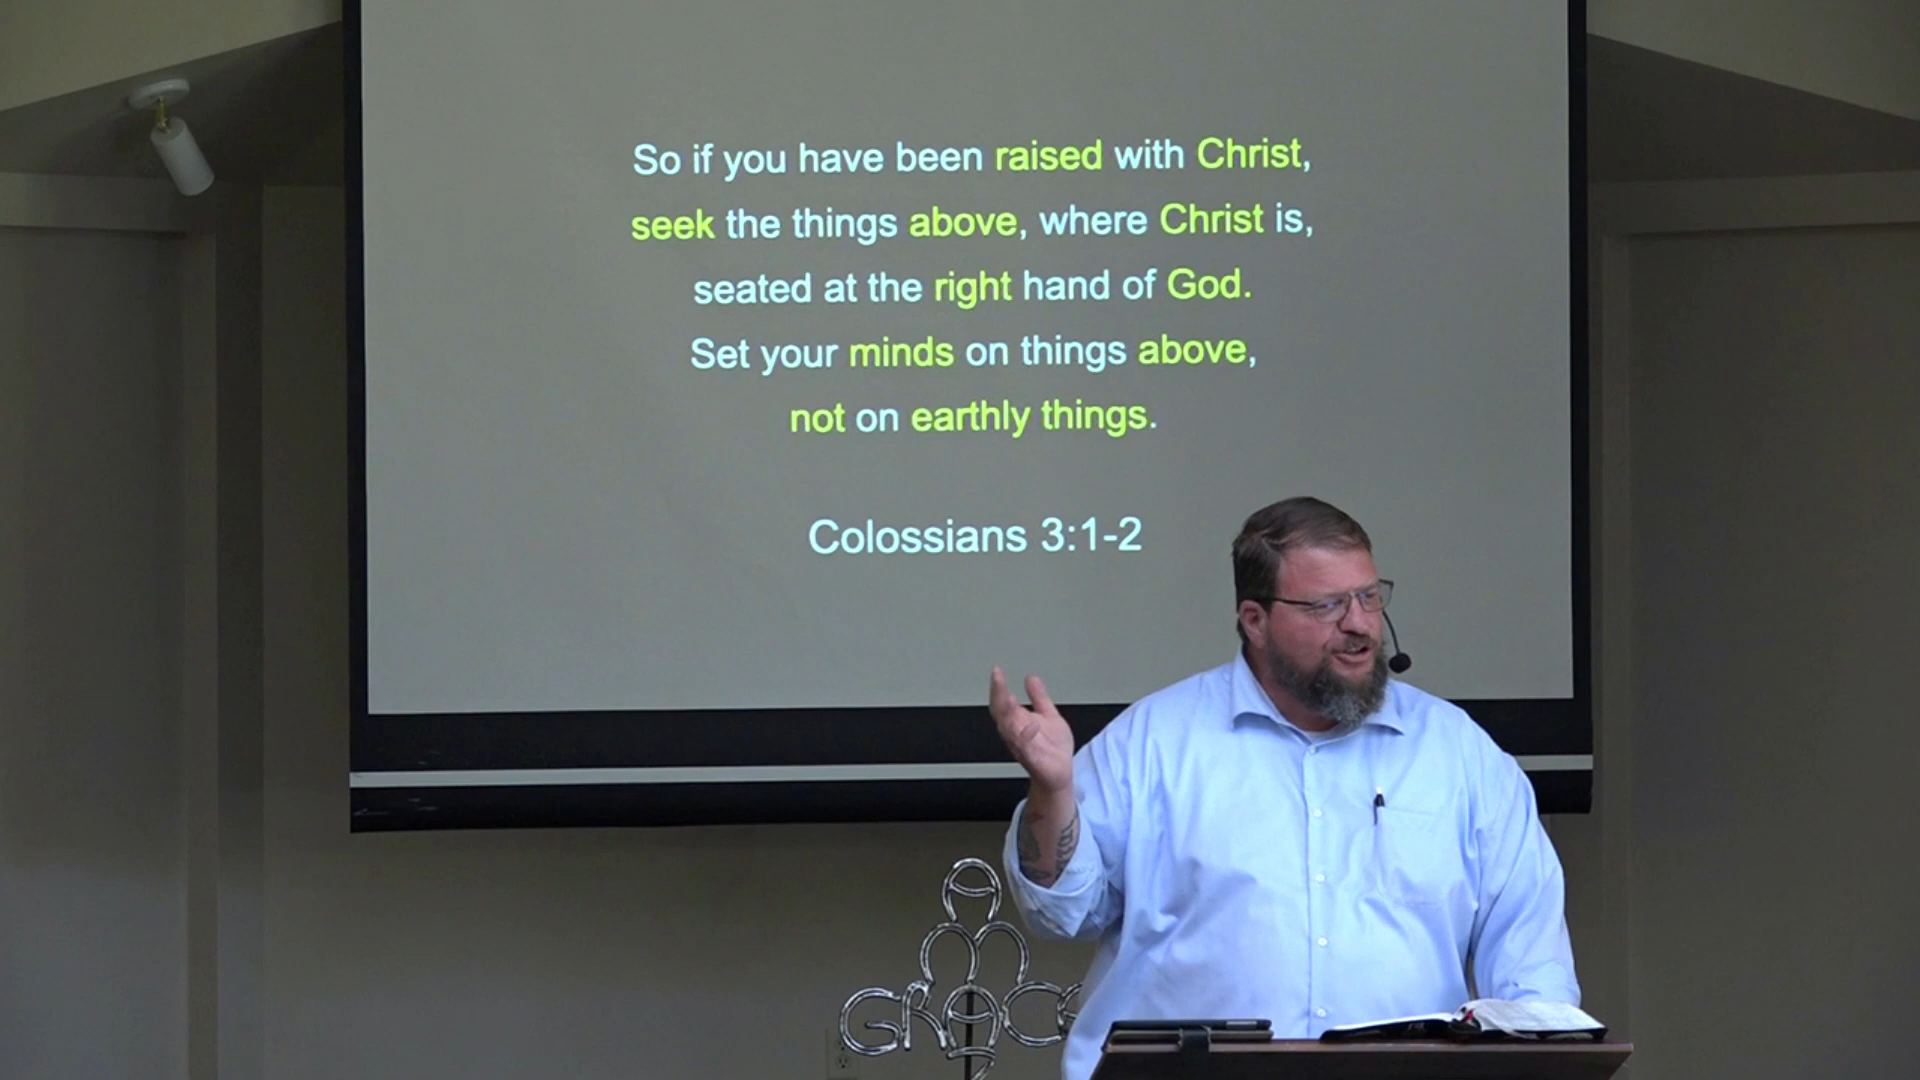 So if you have been raised with Christ,
seek the things above, where Christ is,
seated at the right hand of God.
Set your minds on things above,
not on earthly things.
Colossians 3:1-2
GRACE